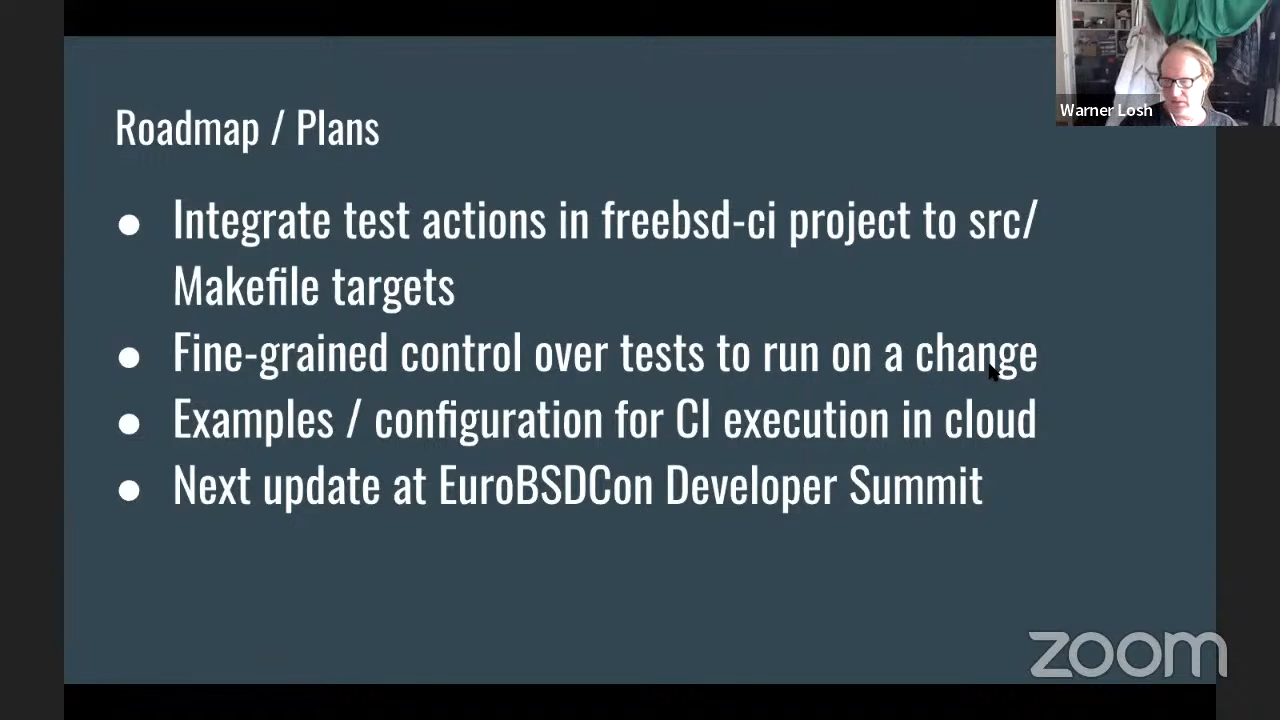 Warner Losh
Roadmap / Plans
● Integrate test actions in freebsd-ci project to src/
Makefile targets
● Fine-grained control over tests to run on a change
● Examples / configuration for CI execution in cloud
● Next update at EuroBSDCon Developer Summit
zoom